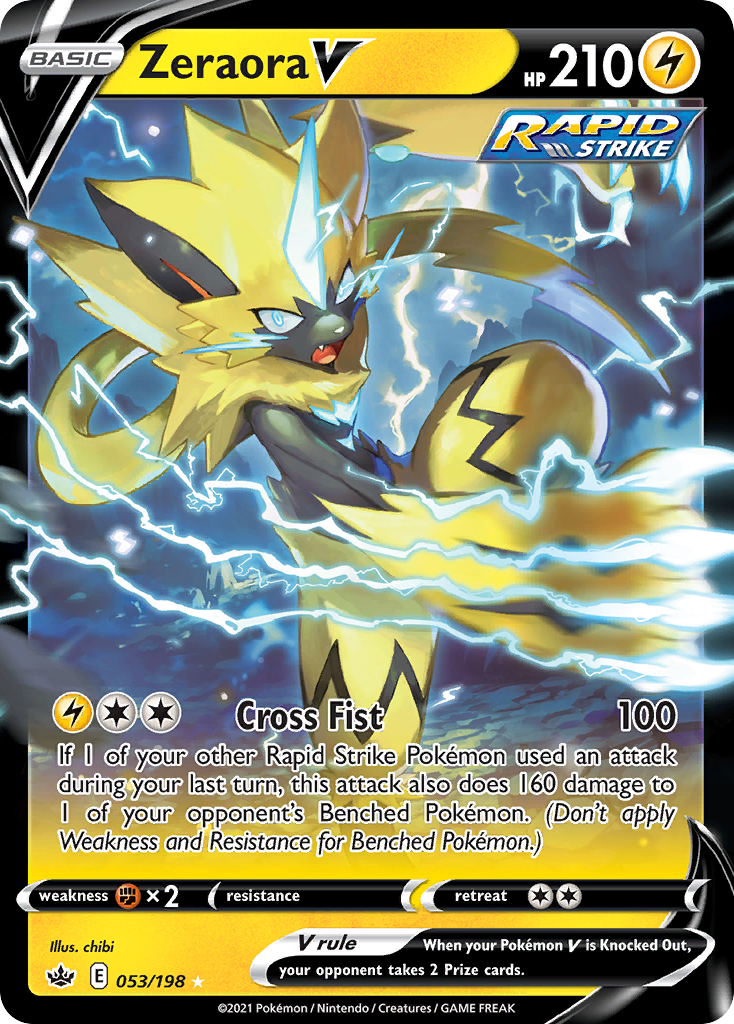 BASIC Zeraora V HP 210
RAPID
STRIKE
Cross Fist 100
If 1 of your other Rapid Strike Pokémon used an attack
during your last turn, this attack also does 160 damage to
1 of your opponent's Benched Pokémon. (Don't apply
Weakness and Resistance for Benched Pokémon.)
weakness ×2 resistance retreat
Illus. chibi
V rule When your Pokémon V is Knocked Out,
your opponent takes 2 Prize cards.
E 053/198
©2021 Pokémon / Nintendo / Creatures / GAME FREAK